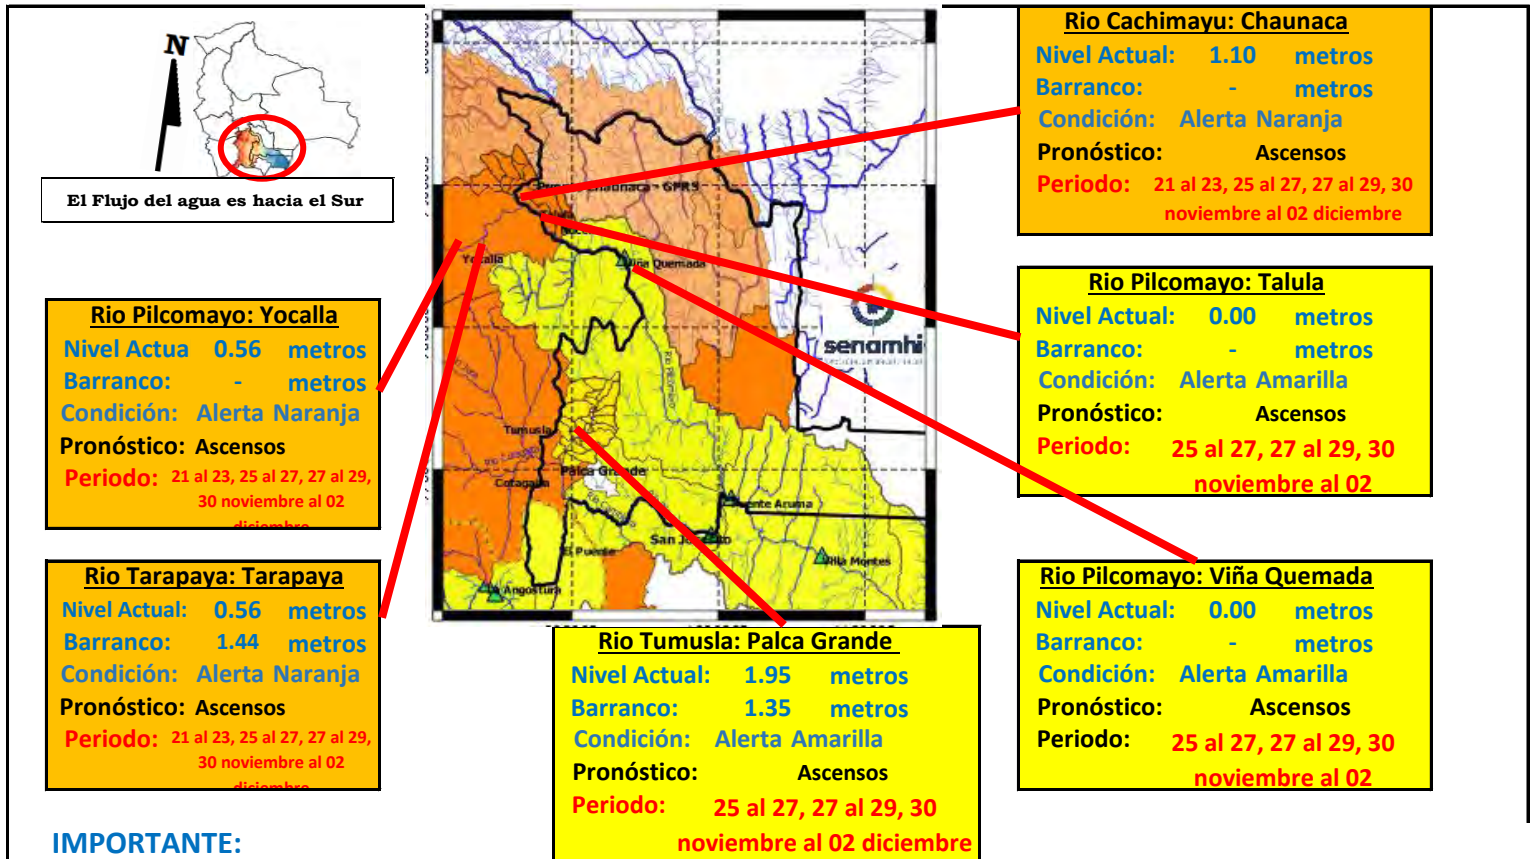 N
El Flujo del agua es hacia el Sur
Rio Cachimayu: Chaunaca
Nivel Actual: 1.10 metros
Barranco: - metros
Condición: Alerta Naranja
Pronóstico: Ascensos
Periodo: 21 al 23, 25 al 27, 27 al 29, 30
noviembre al 02 diciembre
Rio Pilcomayo: Talula
Nivel Actual: 0.00 metros
Barranco: - metros
Condición: Alerta Amarilla
Pronóstico: Ascensos
Periodo: 25 al 27, 27 al 29, 30
noviembre al 02
Rio Pilcomayo: Yocalla
Nivel Actua 0.56 metros
Barranco: - metros
Condición: Alerta Naranja
Pronóstico: Ascensos
Periodo: 21 al 23, 25 al 27, 27 al 29,
30 noviembre al 02
diciembre
Rio Tarapaya: Tarapaya
Nivel Actual: 0.56 metros
Barranco: 1.44 metros
Condición: Alerta Naranja
Pronóstico: Ascensos
Periodo: 21 al 23, 25 al 27, 27 al 29,
30 noviembre al 02
diciembre
Rio Pilcomayo: Viña Quemada
Nivel Actual: 0.00 metros
Barranco: - metros
Condición: Alerta Amarilla
Pronóstico: Ascensos
Periodo: 25 al 27, 27 al 29, 30
noviembre al 02
Rio Tumusla: Palca Grande
Nivel Actual: 1.95 metros
Barranco: 1.35 metros
Condición: Alerta Amarilla
Pronóstico: Ascensos
Periodo: 25 al 27, 27 al 29, 30
noviembre al 02 diciembre
Chaunaca - GPRS
Yocalla
Viña Quemada
senamhi
Rio Pilcomayo
Tumusla
Palca Grande
Cotagaita
Puente Aruma
San Josecito
El Puente
Villa Montes
Angostura
IMPORTANTE: